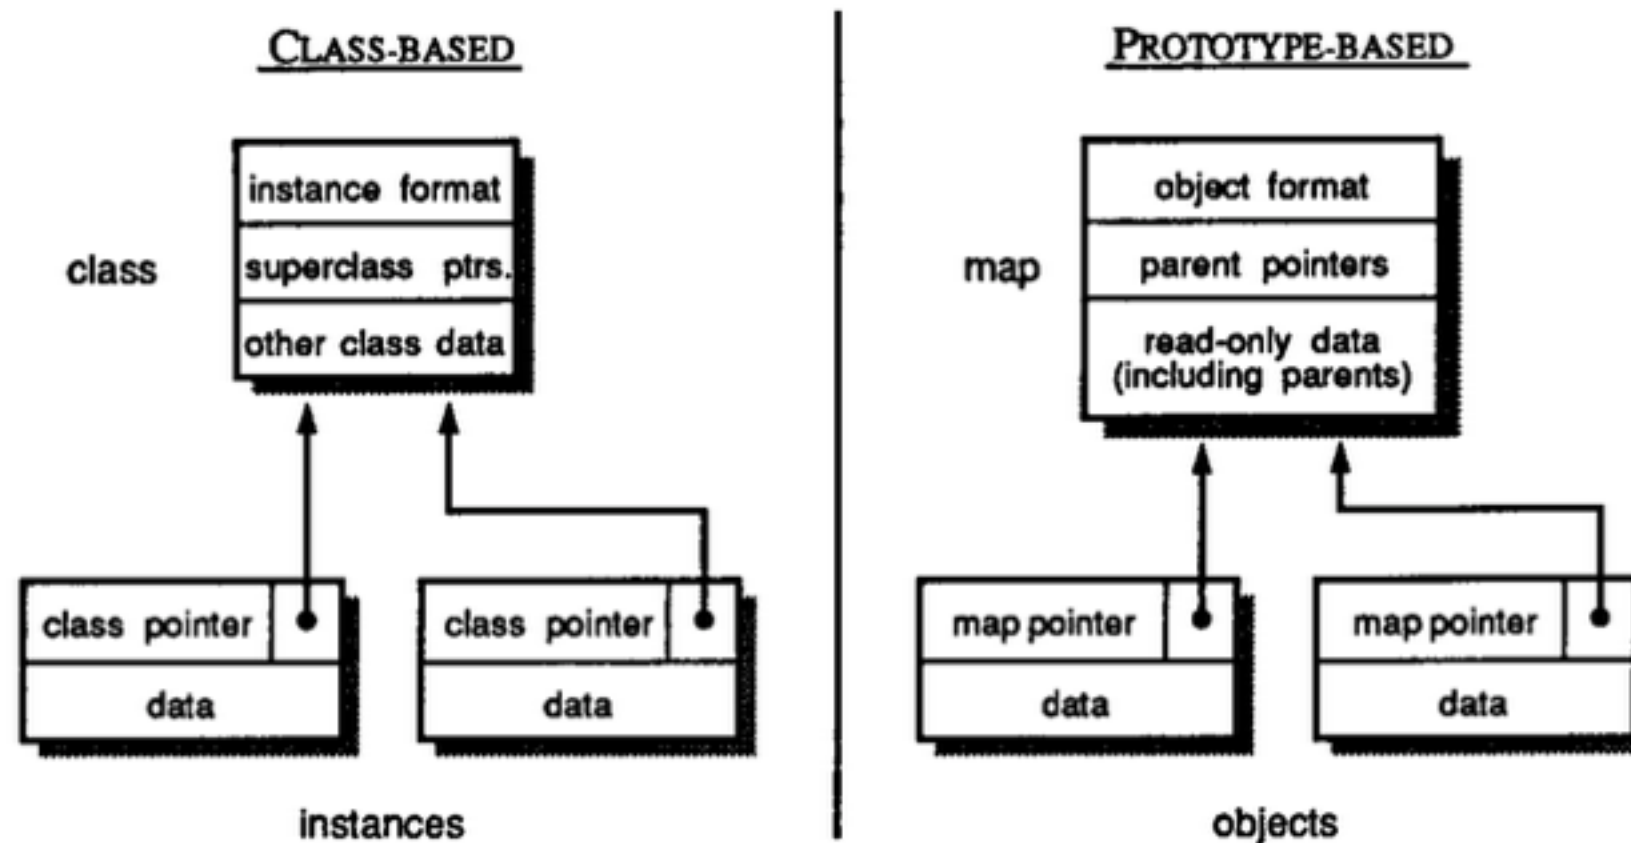 CLASS-BASED
instance format
class
superclass ptrs.
other class data
class pointer
data
class pointer
data
instances
PROTOTYPE-BASED
object format
map
parent pointers
read-only data
(including parents)
map pointer
data
map pointer
data
objects